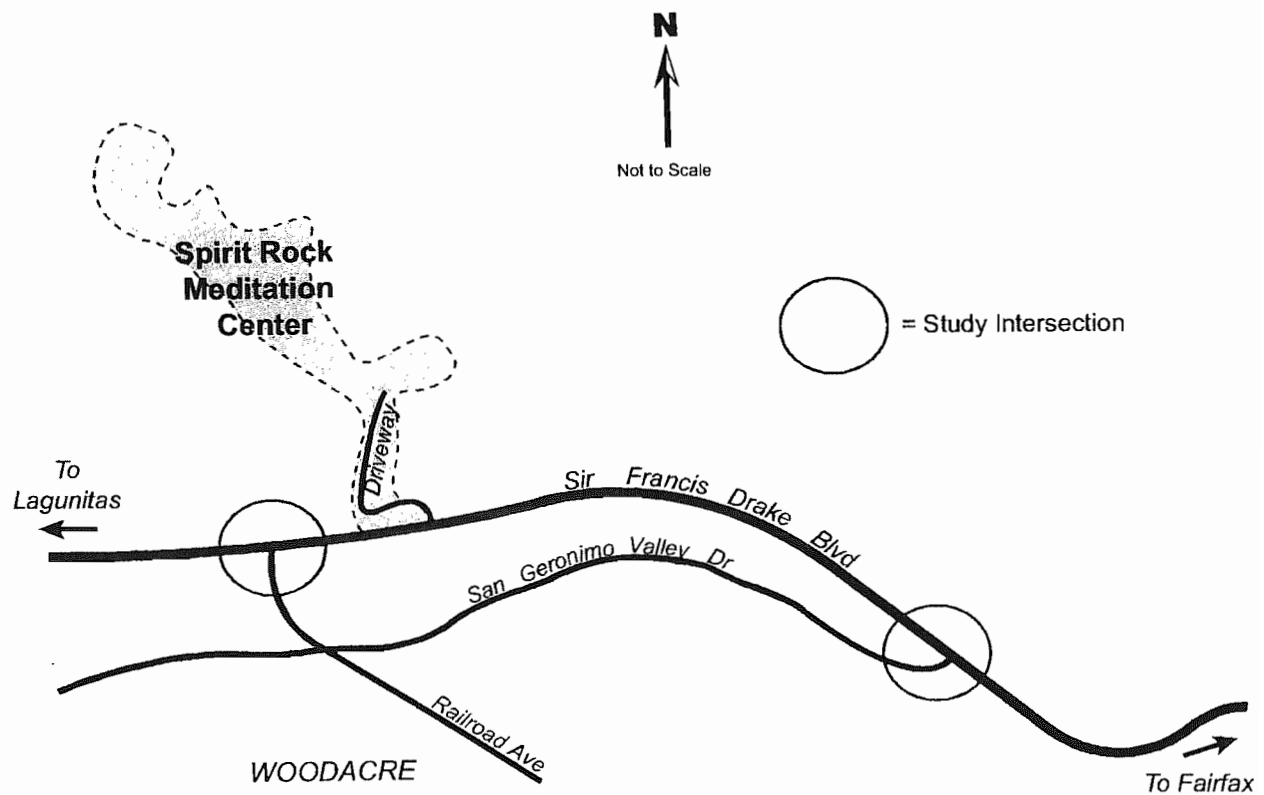 N
Not to Scale
Spirit Rock
Meditation
Center
= Study Intersection
Driveway
To
Lagunitas
Sir Francis Drake Blvd
San Geronimo Valley Dr
Railroad Ave
WOODACRE
To Fairfax